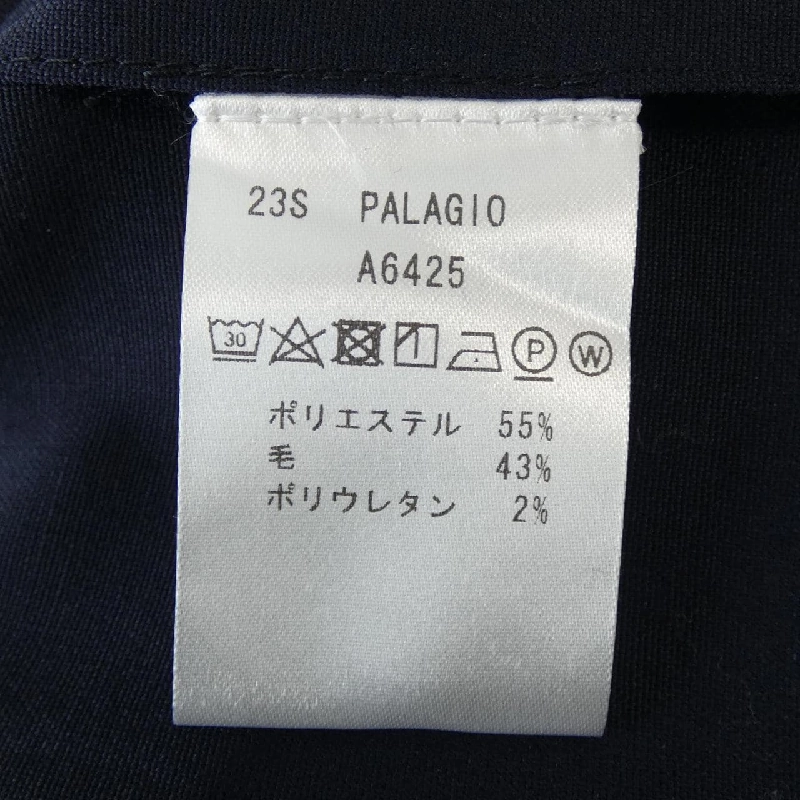 23S PALAGIO
A6425
30 P W
ポリエステル 55%
毛 43%
ポリウレタン 2%